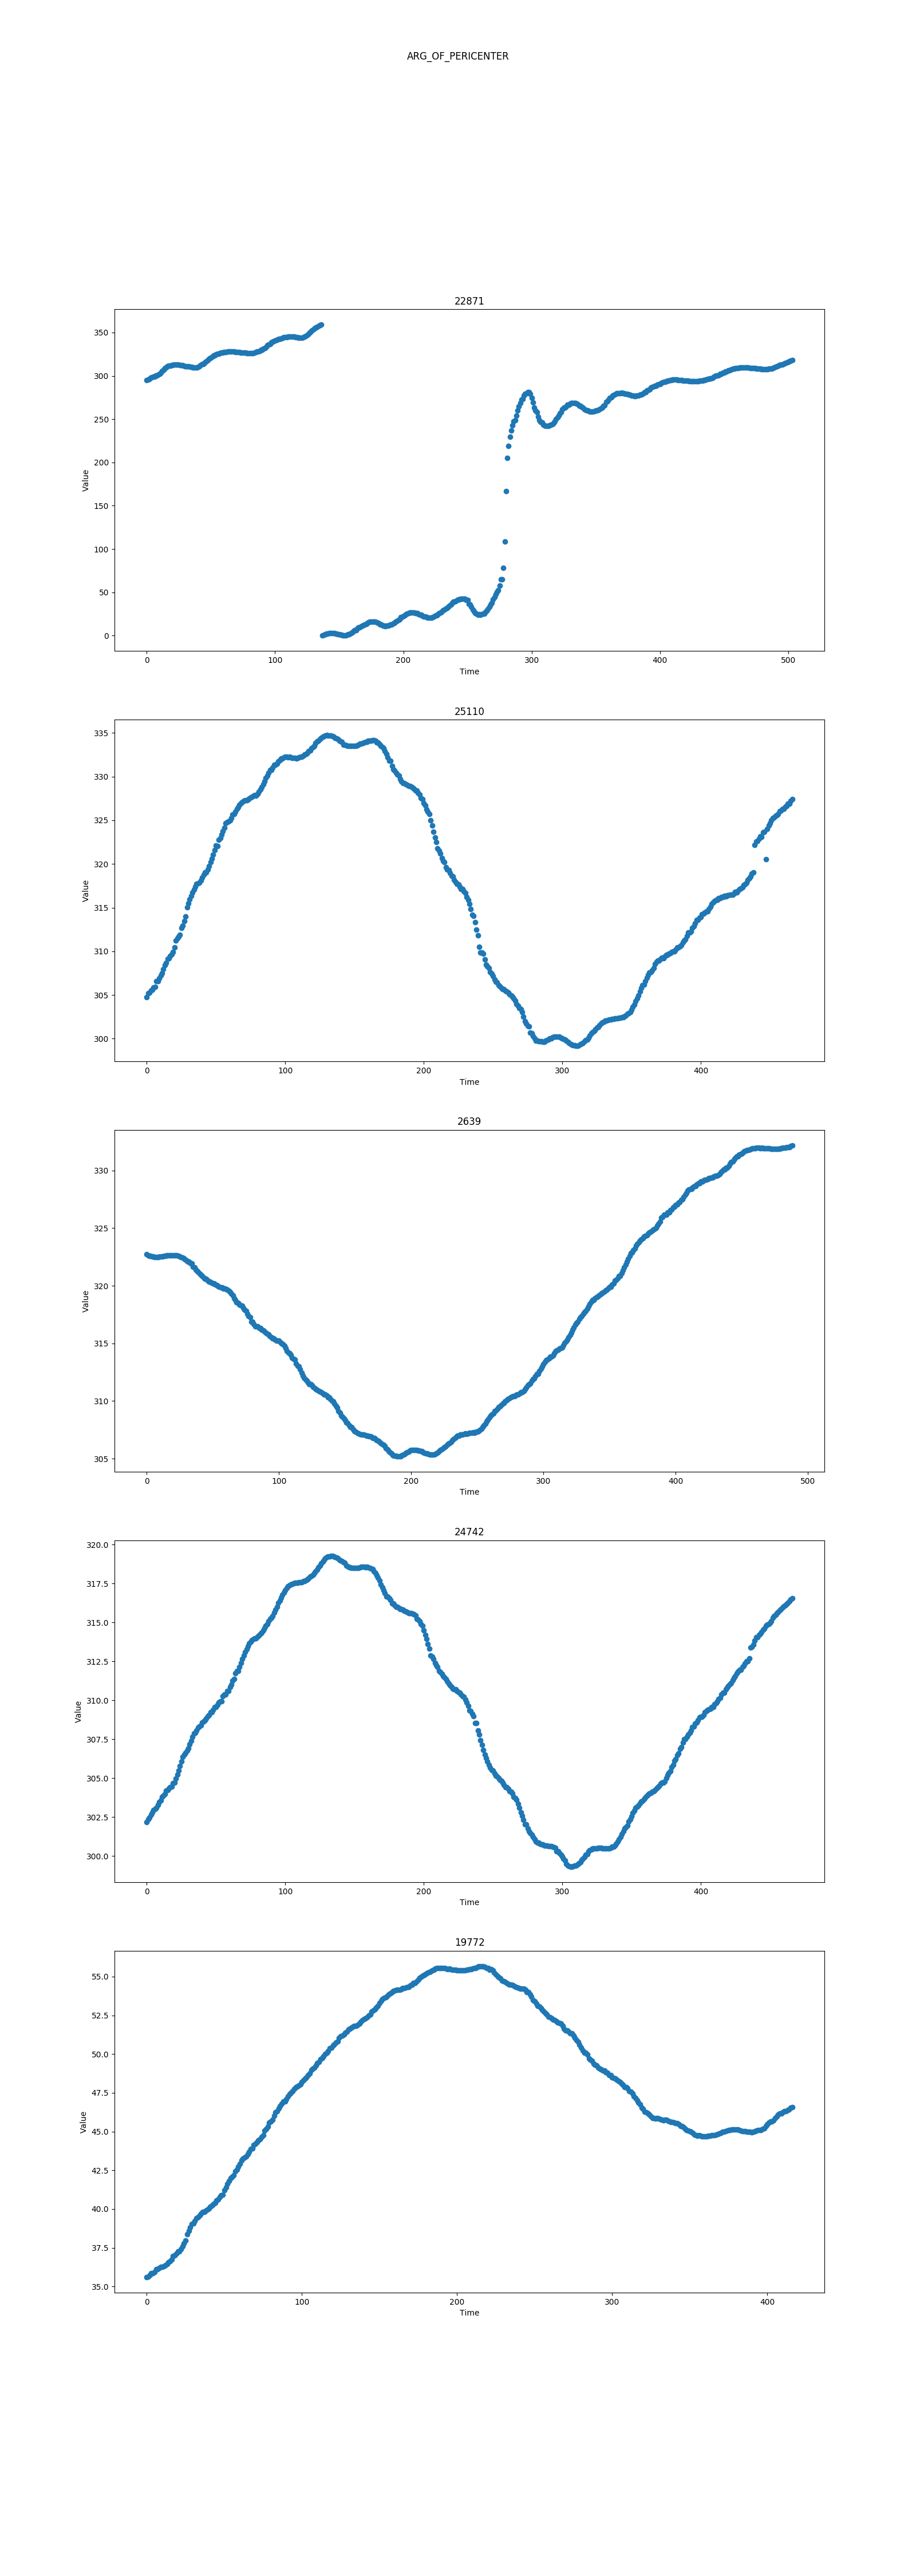 ARG_OF_PERICENTER
22871
350
300
250
200
150
100
50
0
Value
0 100 200 300 400 500
Time
25110
335
330
325
320
315
310
305
300
Value
0 100 200 300 400
Time
2639
330
325
320
315
310
305
Value
0 100 200 300 400 500
Time
24742
320.0
317.5
315.0
312.5
310.0
307.5
305.0
302.5
300.0
Value
0 100 200 300 400
Time
19772
55.0
52.5
50.0
47.5
45.0
42.5
40.0
37.5
35.0
Value
0 100 200 300 400
Time